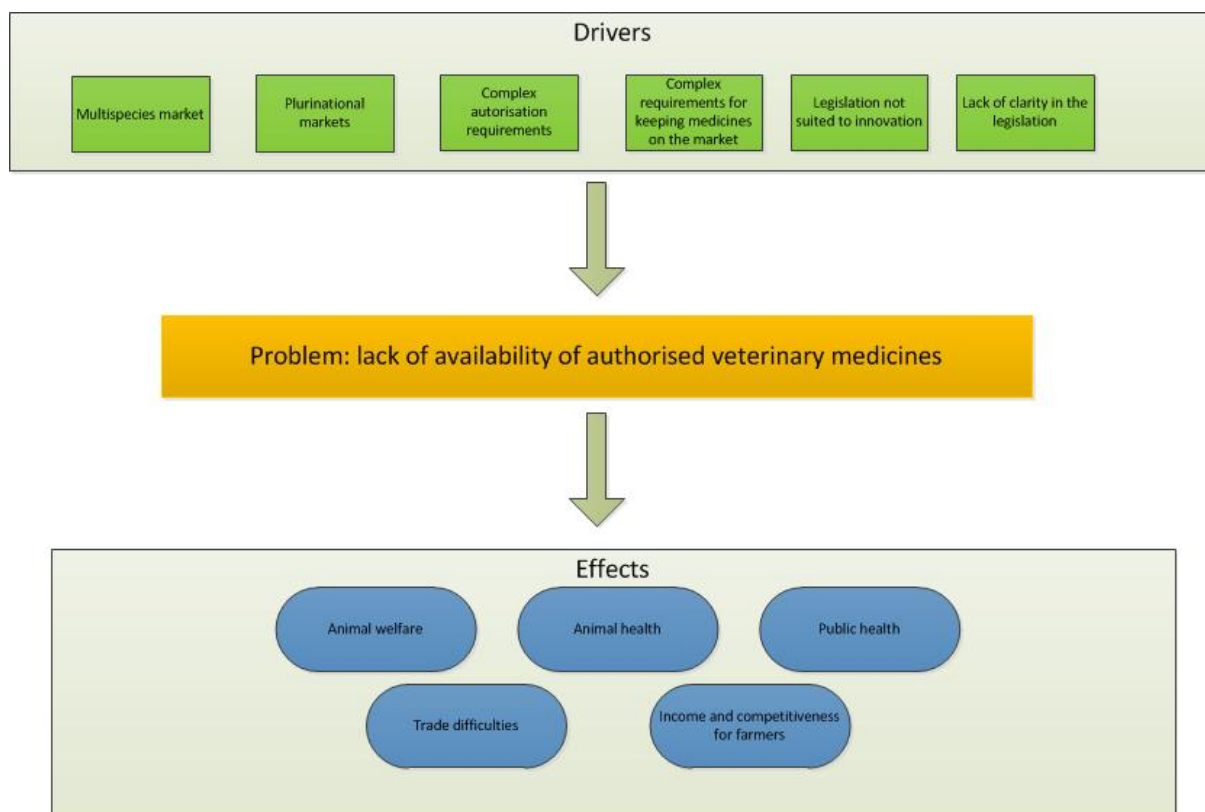 Drivers
Multispecies market
Plurinational
markets
Complex
autorisation
requirements
Complex
requirements for
keeping medicines
on the market
Legislation not
suited to innovation
Lack of clarity in the
legislation
Problem: lack of availability of authorised veterinary medicines
Effects
Animal welfare
Animal health
Public health
Trade difficulties
Income and competitiveness
for farmers